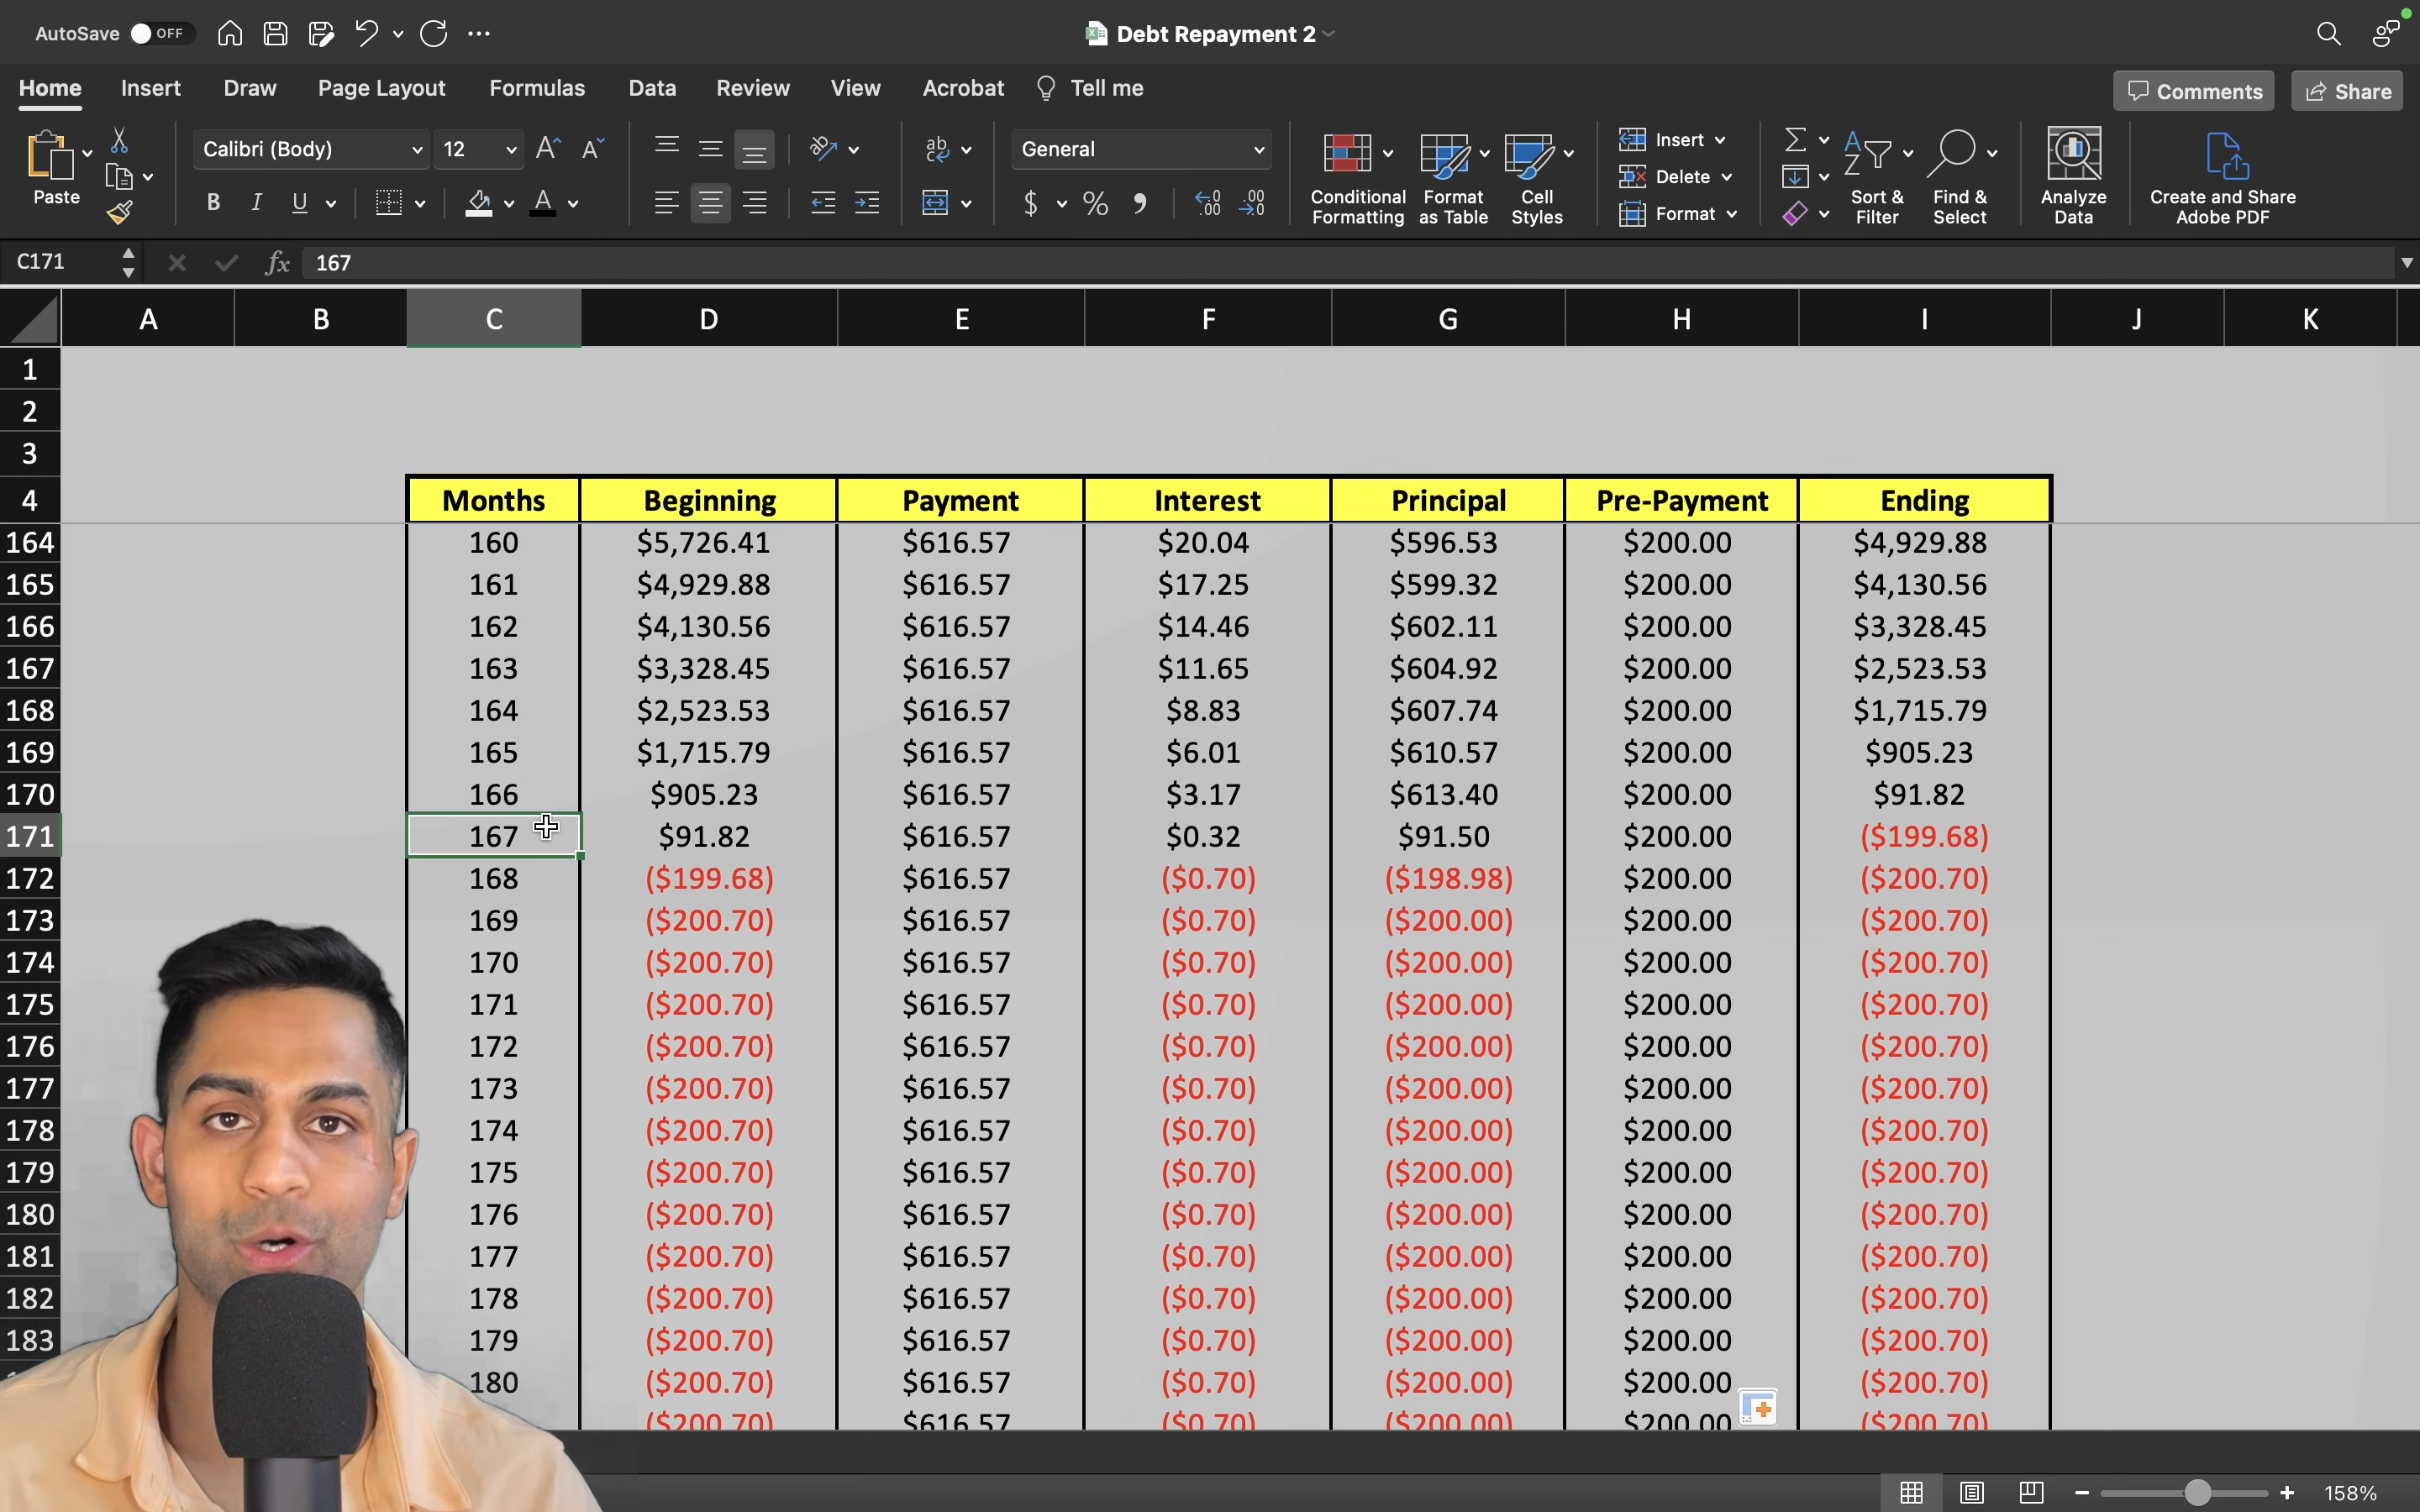 AutoSave OFF Debt Repayment 2
Home Insert Draw Page Layout Formulas Data Review View Acrobat Tell me Comments Share
Paste Calibri (Body) 12 General Conditional Formatting Format as Table Cell Styles Insert Delete Format Sort & Filter Find & Select Analyze Data Create and Share Adobe PDF
C171 fx 167
A B C D E F G H I J K
1
2
3
4 Months Beginning Payment Interest Principal Pre-Payment Ending
164 160 $5,726.41 $616.57 $20.04 $596.53 $200.00 $4,929.88
165 161 $4,929.88 $616.57 $17.25 $599.32 $200.00 $4,130.56
166 162 $4,130.56 $616.57 $14.46 $602.11 $200.00 $3,328.45
167 163 $3,328.45 $616.57 $11.65 $604.92 $200.00 $2,523.53
168 164 $2,523.53 $616.57 $8.83 $607.74 $200.00 $1,715.79
169 165 $1,715.79 $616.57 $6.01 $610.57 $200.00 $905.23
170 166 $905.23 $616.57 $3.17 $613.40 $200.00 $91.82
171 167 $91.82 $616.57 $0.32 $91.50 $200.00 ($199.68)
172 168 ($199.68) $616.57 ($0.70) ($198.98) $200.00 ($200.70)
173 169 ($200.70) $616.57 ($0.70) ($200.00) $200.00 ($200.70)
174 170 ($200.70) $616.57 ($0.70) ($200.00) $200.00 ($200.70)
175 171 ($200.70) $616.57 ($0.70) ($200.00) $200.00 ($200.70)
176 172 ($200.70) $616.57 ($0.70) ($200.00) $200.00 ($200.70)
177 173 ($200.70) $616.57 ($0.70) ($200.00) $200.00 ($200.70)
178 174 ($200.70) $616.57 ($0.70) ($200.00) $200.00 ($200.70)
179 175 ($200.70) $616.57 ($0.70) ($200.00) $200.00 ($200.70)
180 176 ($200.70) $616.57 ($0.70) ($200.00) $200.00 ($200.70)
181 177 ($200.70) $616.57 ($0.70) ($200.00) $200.00 ($200.70)
182 178 ($200.70) $616.57 ($0.70) ($200.00) $200.00 ($200.70)
183 179 ($200.70) $616.57 ($0.70) ($200.00) $200.00 ($200.70)
180 ($200.70) $616.57 ($0.70) ($200.00) $200.00 ($200.70)
($200.70) $616.57 ($0.70) ($200.00) $200.00 ($200.70)
158%